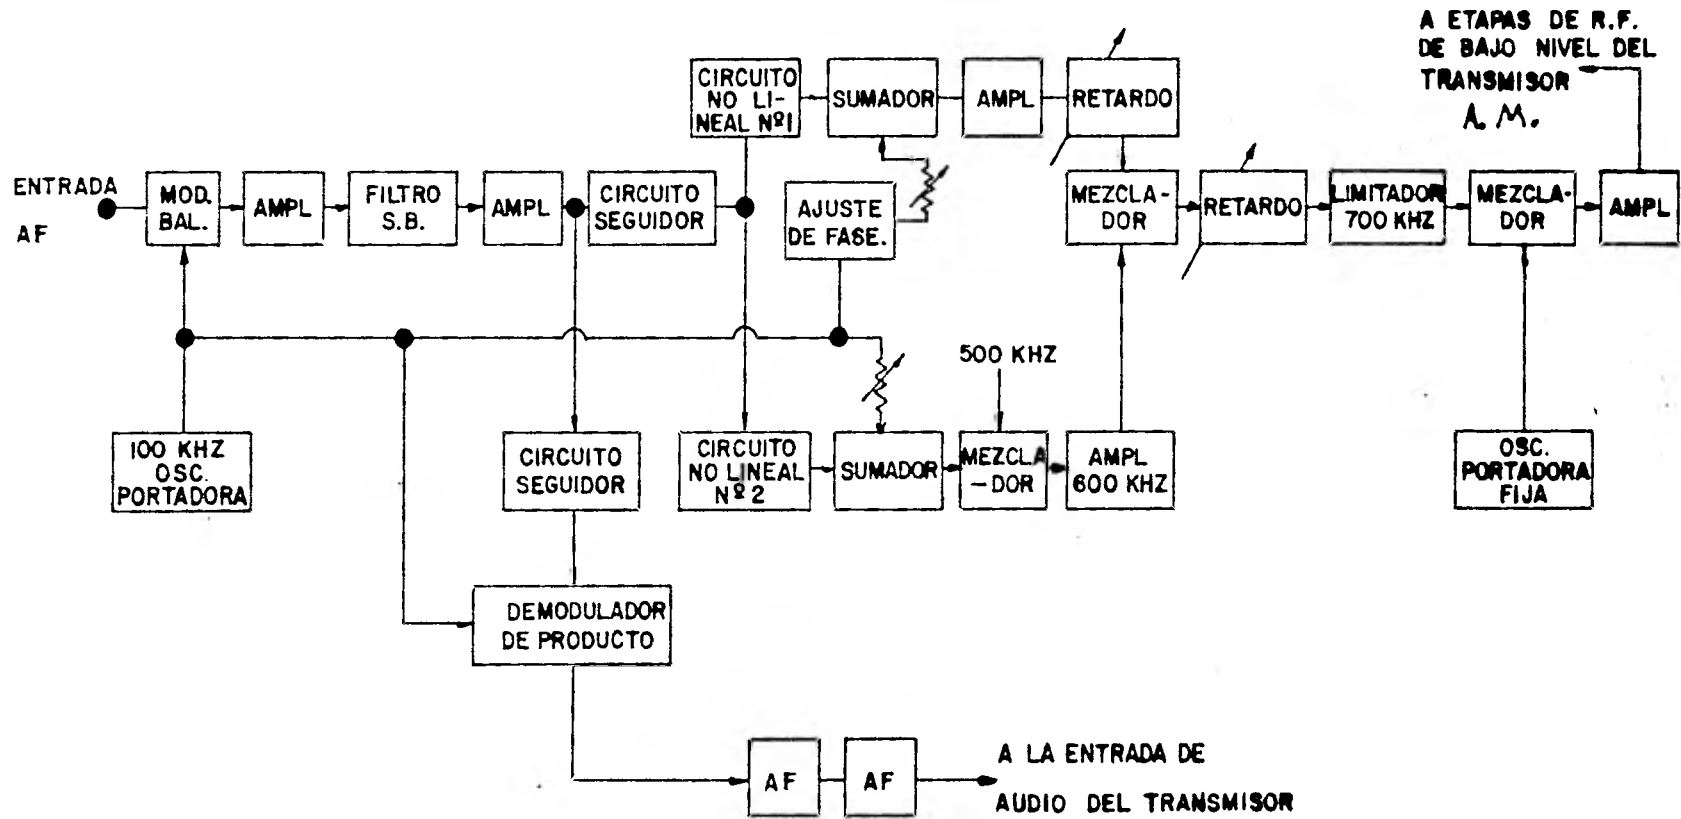 A ETAPAS DE R.F.
DE BAJO NIVEL DEL
TRANSMISOR
A. M.
CIRCUITO
NO LI-
NEAL Nº1
SUMADOR
AMPL
RETARDO
ENTRADA
AF
MOD.
BAL.
AMPL
FILTRO
S.B.
AMPL
CIRCUITO
SEGUIDOR
AJUSTE
DE FASE.
MEZCLA-
DOR
RETARDO
LIMITADOR
700 KHZ
MEZCLA-
DOR
AMPL
500 KHZ
100 KHZ
OSC.
PORTADORA
CIRCUITO
SEGUIDOR
CIRCUITO
NO LINEAL
Nº 2
SUMADOR
MEZCLA
-DOR
AMPL
600 KHZ
OSC.
PORTADORA
FIJA
DEMODULADOR
DE PRODUCTO
AF
AF
A LA ENTRADA DE
AUDIO DEL TRANSMISOR